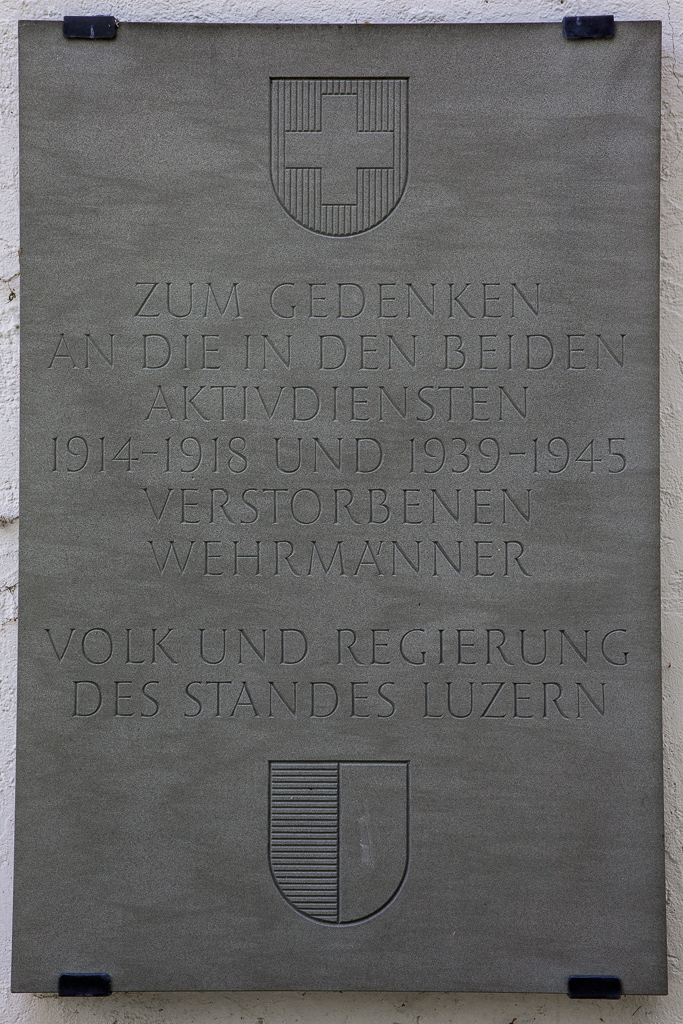 ZUM GEDENKEN
AN DIE IN DEN BEIDEN
AKTIVDIENSTEN
1914-1918 UND 1939-1945
VERSTORBENEN
WEHRMÄNNER
VOLK UND REGIERUNG
DES STANDES LUZERN